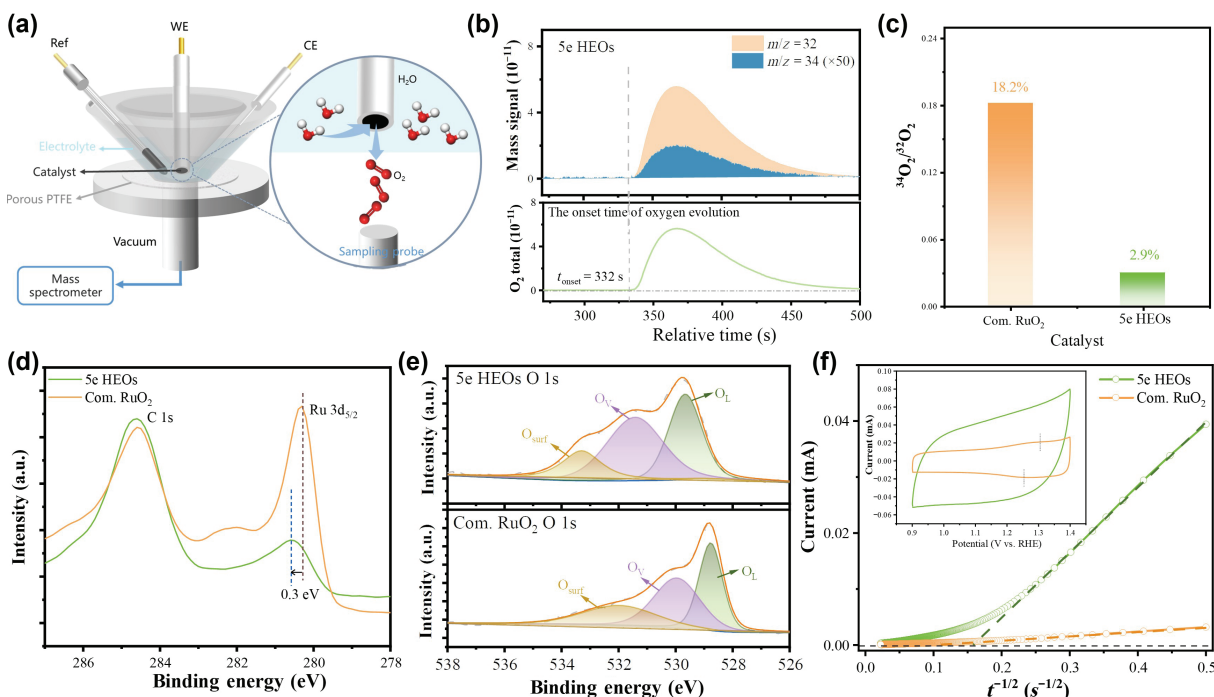 (a)
Ref
WE
CE
Electrolyte
Catalyst
Porous PTFE
Vacuum
Mass
spectrometer
H₂O
O₂
Sampling probe
(b)
5e HEOs
m/z = 32
m/z = 34 (×50)
Mass signal (10⁻¹¹)
8
4
0
The onset time of oxygen evolution
t_onset = 332 s
O₂ total (10⁻¹¹)
8
4
0
300 350 400 450 500
Relative time (s)
(c)
³⁴O₂/³²O₂
0.24
0.18
0.12
0.06
0.00
18.2%
2.9%
Com. RuO₂ 5e HEOs
Catalyst
(d)
5e HEOs
Com. RuO₂
C 1s
Ru 3d₅/₂
0.3 eV
Intensity (a.u.)
286 284 282 280 278
Binding energy (eV)
(e)
5e HEOs O 1s
O_surf
O_V
O_L
Intensity (a.u.)
Com. RuO₂ O 1s
O_surf
O_V
O_L
Intensity (a.u.)
538 536 534 532 530 528 526
Binding energy (eV)
(f)
5e HEOs
Com. RuO₂
Current (mA)
0.04
0.02
0.00
0.0 0.1 0.2 0.3 0.4 0.5
t⁻¹/² (s⁻¹/²)
Current (mA)
0.10
0.08
0.06
0.04
0.02
0.00
−0.02
−0.04
−0.06
0.9 1.0 1.1 1.2 1.3 1.4
Potential (V vs. RHE)